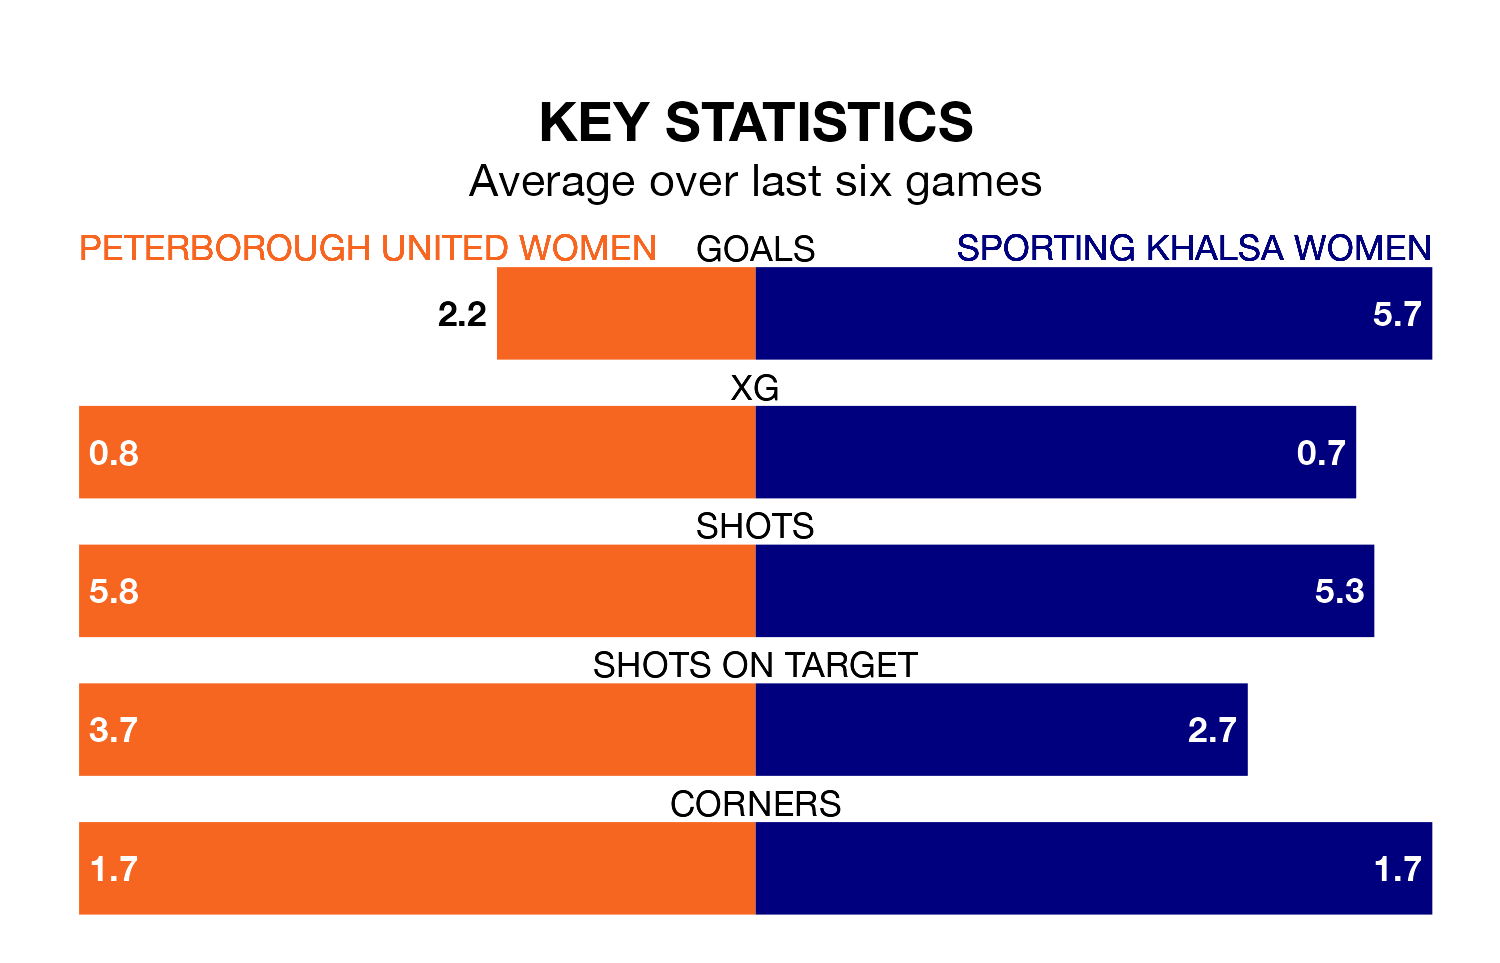 KEY STATISTICS
Average over last six games
PETERBOROUGH UNITED WOMEN GOALS SPORTING KHALSA WOMEN
2.2 5.7
XG
0.8 0.7
SHOTS
5.8 5.3
SHOTS ON TARGET
3.7 2.7
CORNERS
1.7 1.7